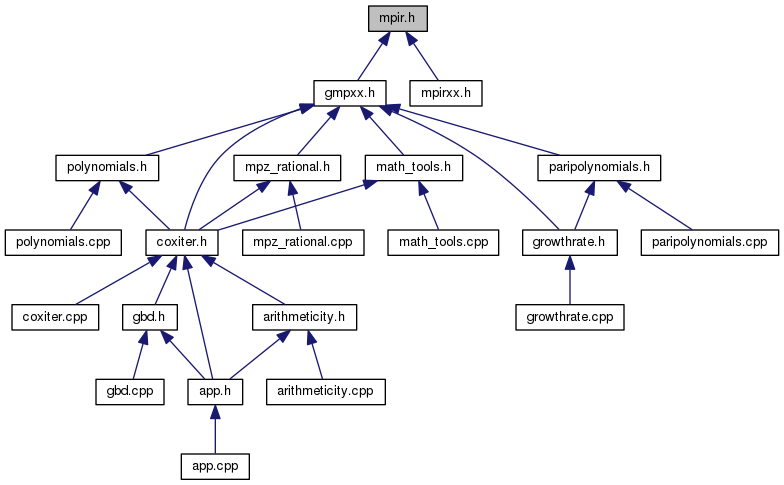 mpir.h
gmpxx.h
mpirxx.h
polynomials.h
mpz_rational.h
math_tools.h
paripolynomials.h
polynomials.cpp
coxiter.h
mpz_rational.cpp
math_tools.cpp
growthrate.h
paripolynomials.cpp
coxiter.cpp
gbd.h
arithmeticity.h
growthrate.cpp
gbd.cpp
app.h
arithmeticity.cpp
app.cpp